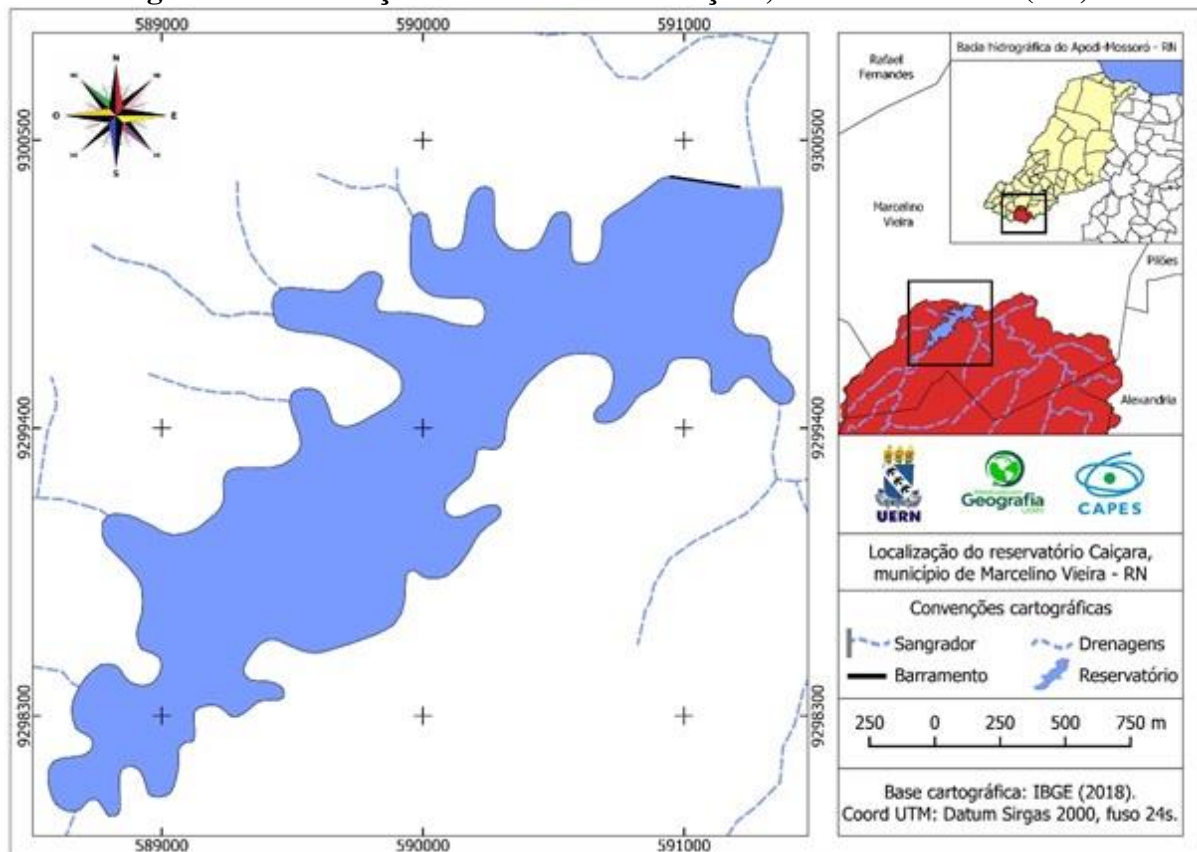 589000
590000
591000
9300500
9299400
9298300
N
E
S
O
9300500
9299400
9298300
589000
590000
591000
Bacia hidrográfica do Apodi-Mossoró - RN
Rafael
Fernandes
Marcelino
Vieira
Pilões
Alexandria
UERN
Geografia
CAPES
Localização do reservatório Caiçara,
município de Marcelino Vieira - RN
Convenções cartográficas
Sangrador
Drenagens
Barramento
Reservatório
250 0 250 500 750 m
Base cartográfica: IBGE (2018).
Coord UTM: Datum Sirgas 2000, fuso 24s.